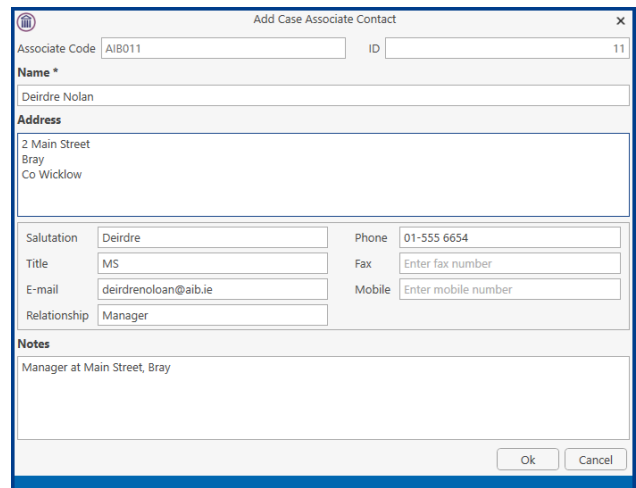 Add Case Associate Contact
Associate Code AIB011 ID 11
Name *
Deirdre Nolan
Address
2 Main Street
Bray
Co Wicklow
Salutation Deirdre Phone 01-555 6654
Title MS Fax Enter fax number
E-mail deirdrenoloan@aib.ie Mobile Enter mobile number
Relationship Manager
Notes
Manager at Main Street, Bray
Ok Cancel